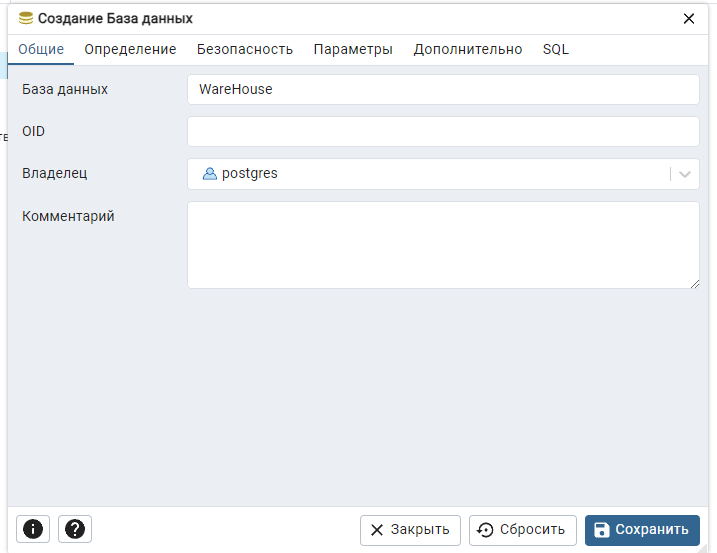 Создание База данных
Общие Определение Безопасность Параметры Дополнительно SQL
База данных WareHouse
OID
Владелец postgres
Комментарий
Закрыть Сбросить Сохранить